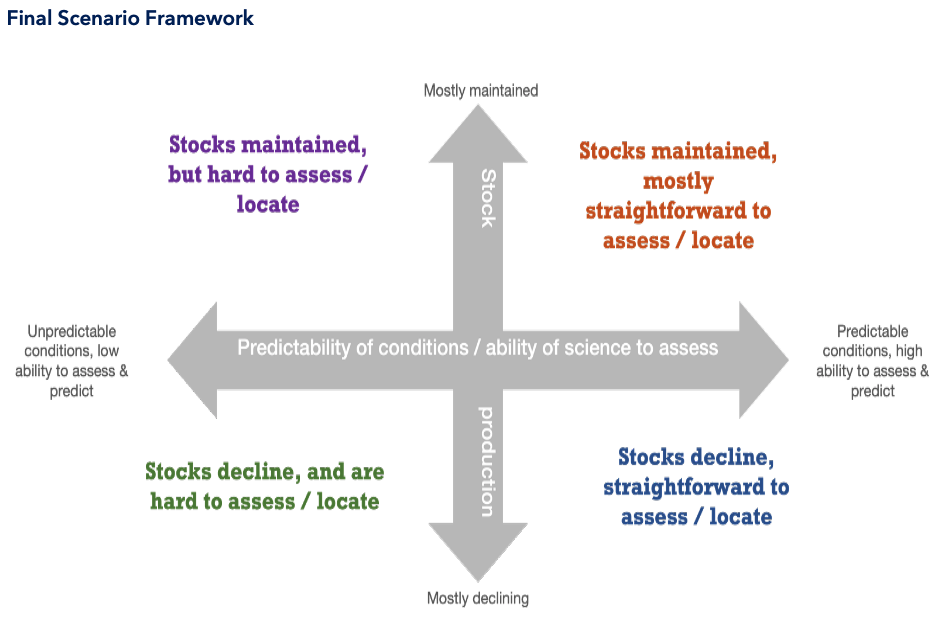 Final Scenario Framework
Mostly maintained
Stocks maintained,
but hard to assess /
locate
Stocks maintained,
mostly
straightforward to
assess / locate
Stock
Unpredictable
conditions, low
ability to assess &
predict
Predictability of conditions / ability of science to assess
Predictable
conditions, high
ability to assess &
predict
production
Stocks decline, and are
hard to assess / locate
Stocks decline,
straightforward to
assess / locate
Mostly declining